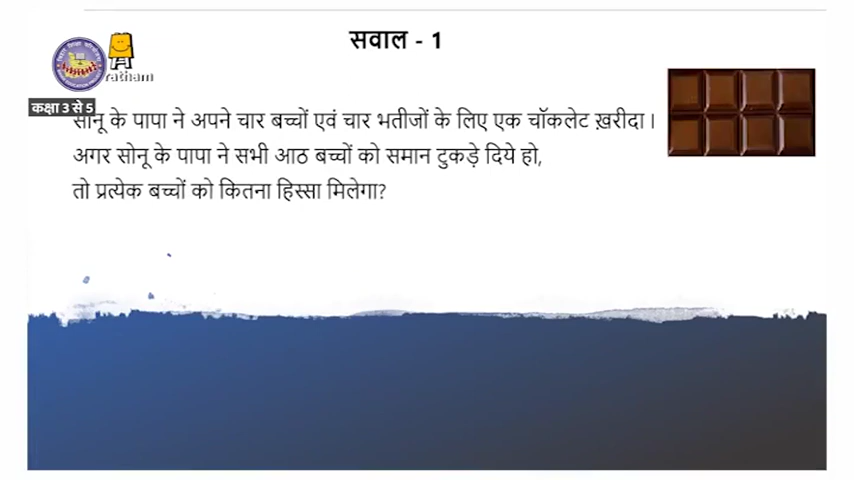 सवाल - 1
ratham
कक्षा 3 से 5
सोनू के पापा ने अपने चार बच्चों एवं चार भतीजों के लिए एक चॉकलेट ख़रीदा।
अगर सोनू के पापा ने सभी आठ बच्चों को समान टुकड़े दिये हो,
तो प्रत्येक बच्चों को कितना हिस्सा मिलेगा?